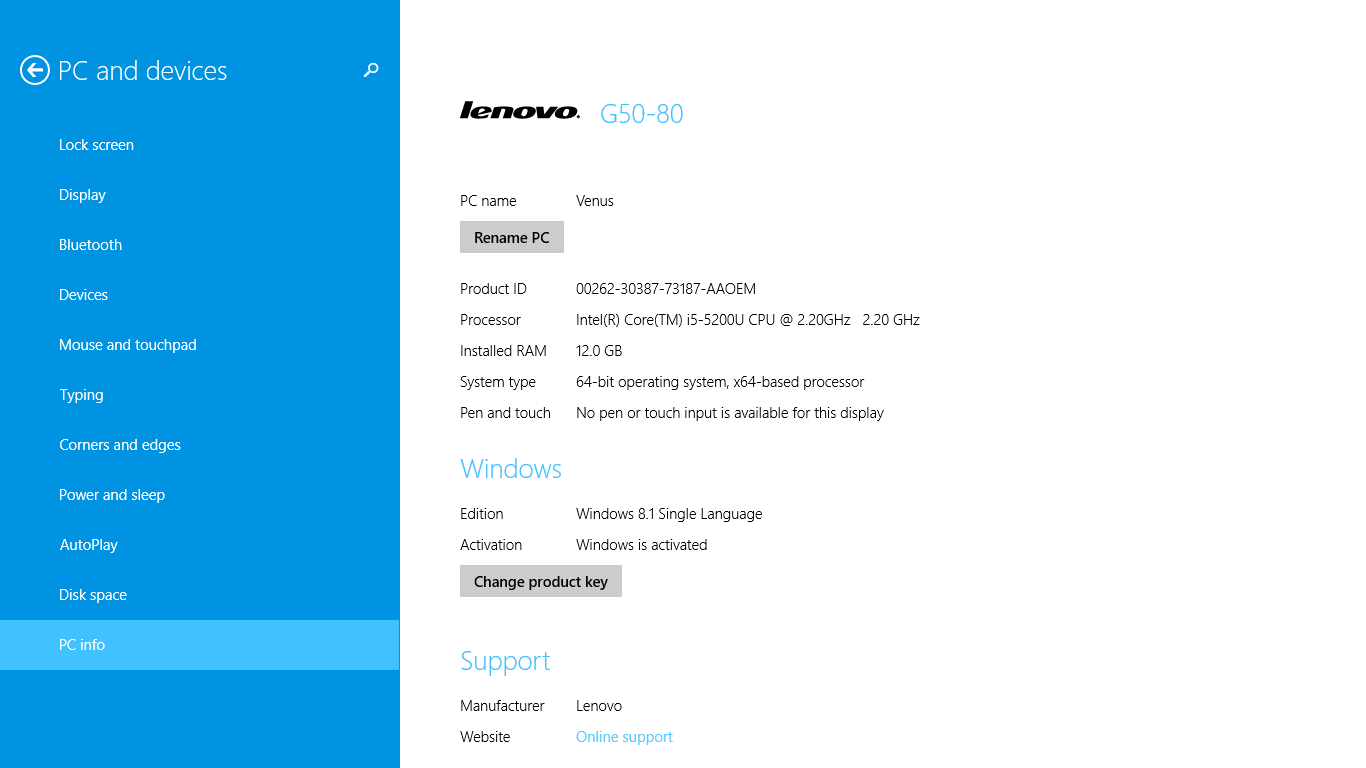 PC and devices
Lock screen
Display
Bluetooth
Devices
Mouse and touchpad
Typing
Corners and edges
Power and sleep
AutoPlay
Disk space
PC info
lenovo. G50-80
PC name Venus
Rename PC
Product ID 00262-30387-73187-AAOEM
Processor Intel(R) Core(TM) i5-5200U CPU @ 2.20GHz 2.20 GHz
Installed RAM 12.0 GB
System type 64-bit operating system, x64-based processor
Pen and touch No pen or touch input is available for this display
Windows
Edition Windows 8.1 Single Language
Activation Windows is activated
Change product key
Support
Manufacturer Lenovo
Website Online support